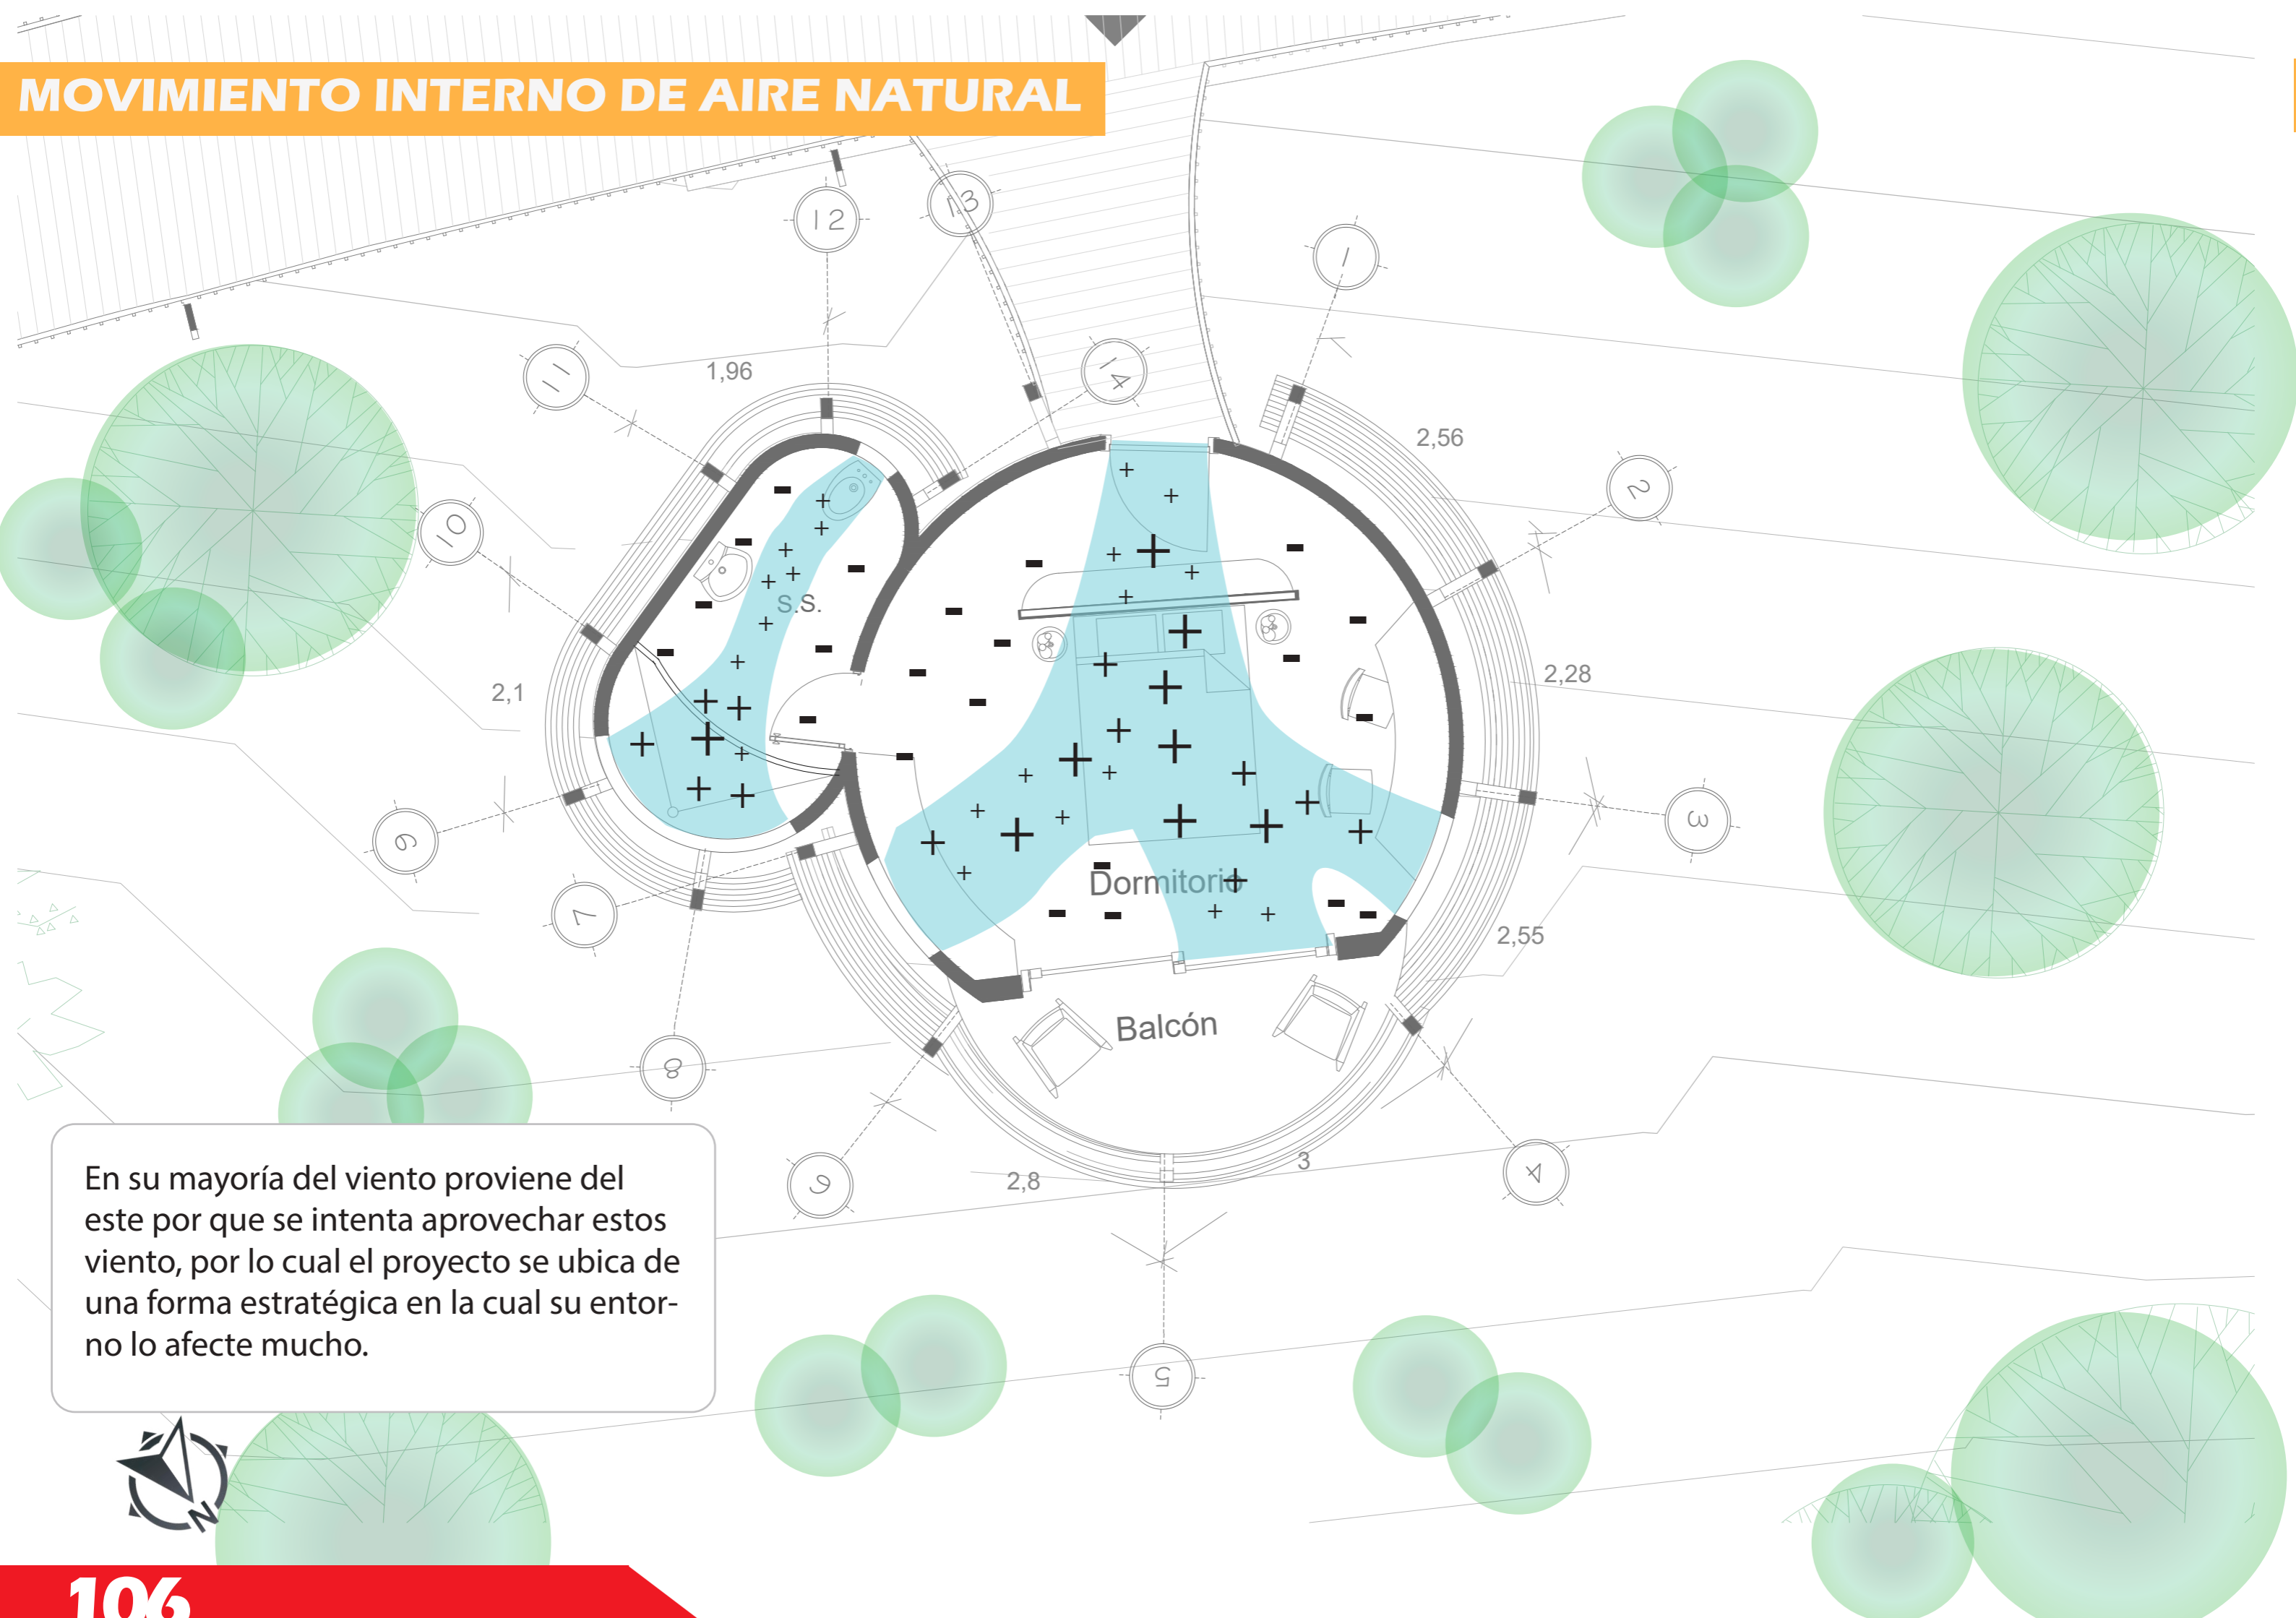 MOVIMIENTO INTERNO DE AIRE NATURAL
12
13
1
11
1,96
14
2,56
2
10
S.S.
2,28
2,1
3
9
Dormitorio
7
2,55
Balcón
8
3
4
2,8
6
5
En su mayoría del viento proviene del
este por que se intenta aprovechar estos
viento, por lo cual el proyecto se ubica de
una forma estratégica en la cual su entor-
no lo afecte mucho.
N
106